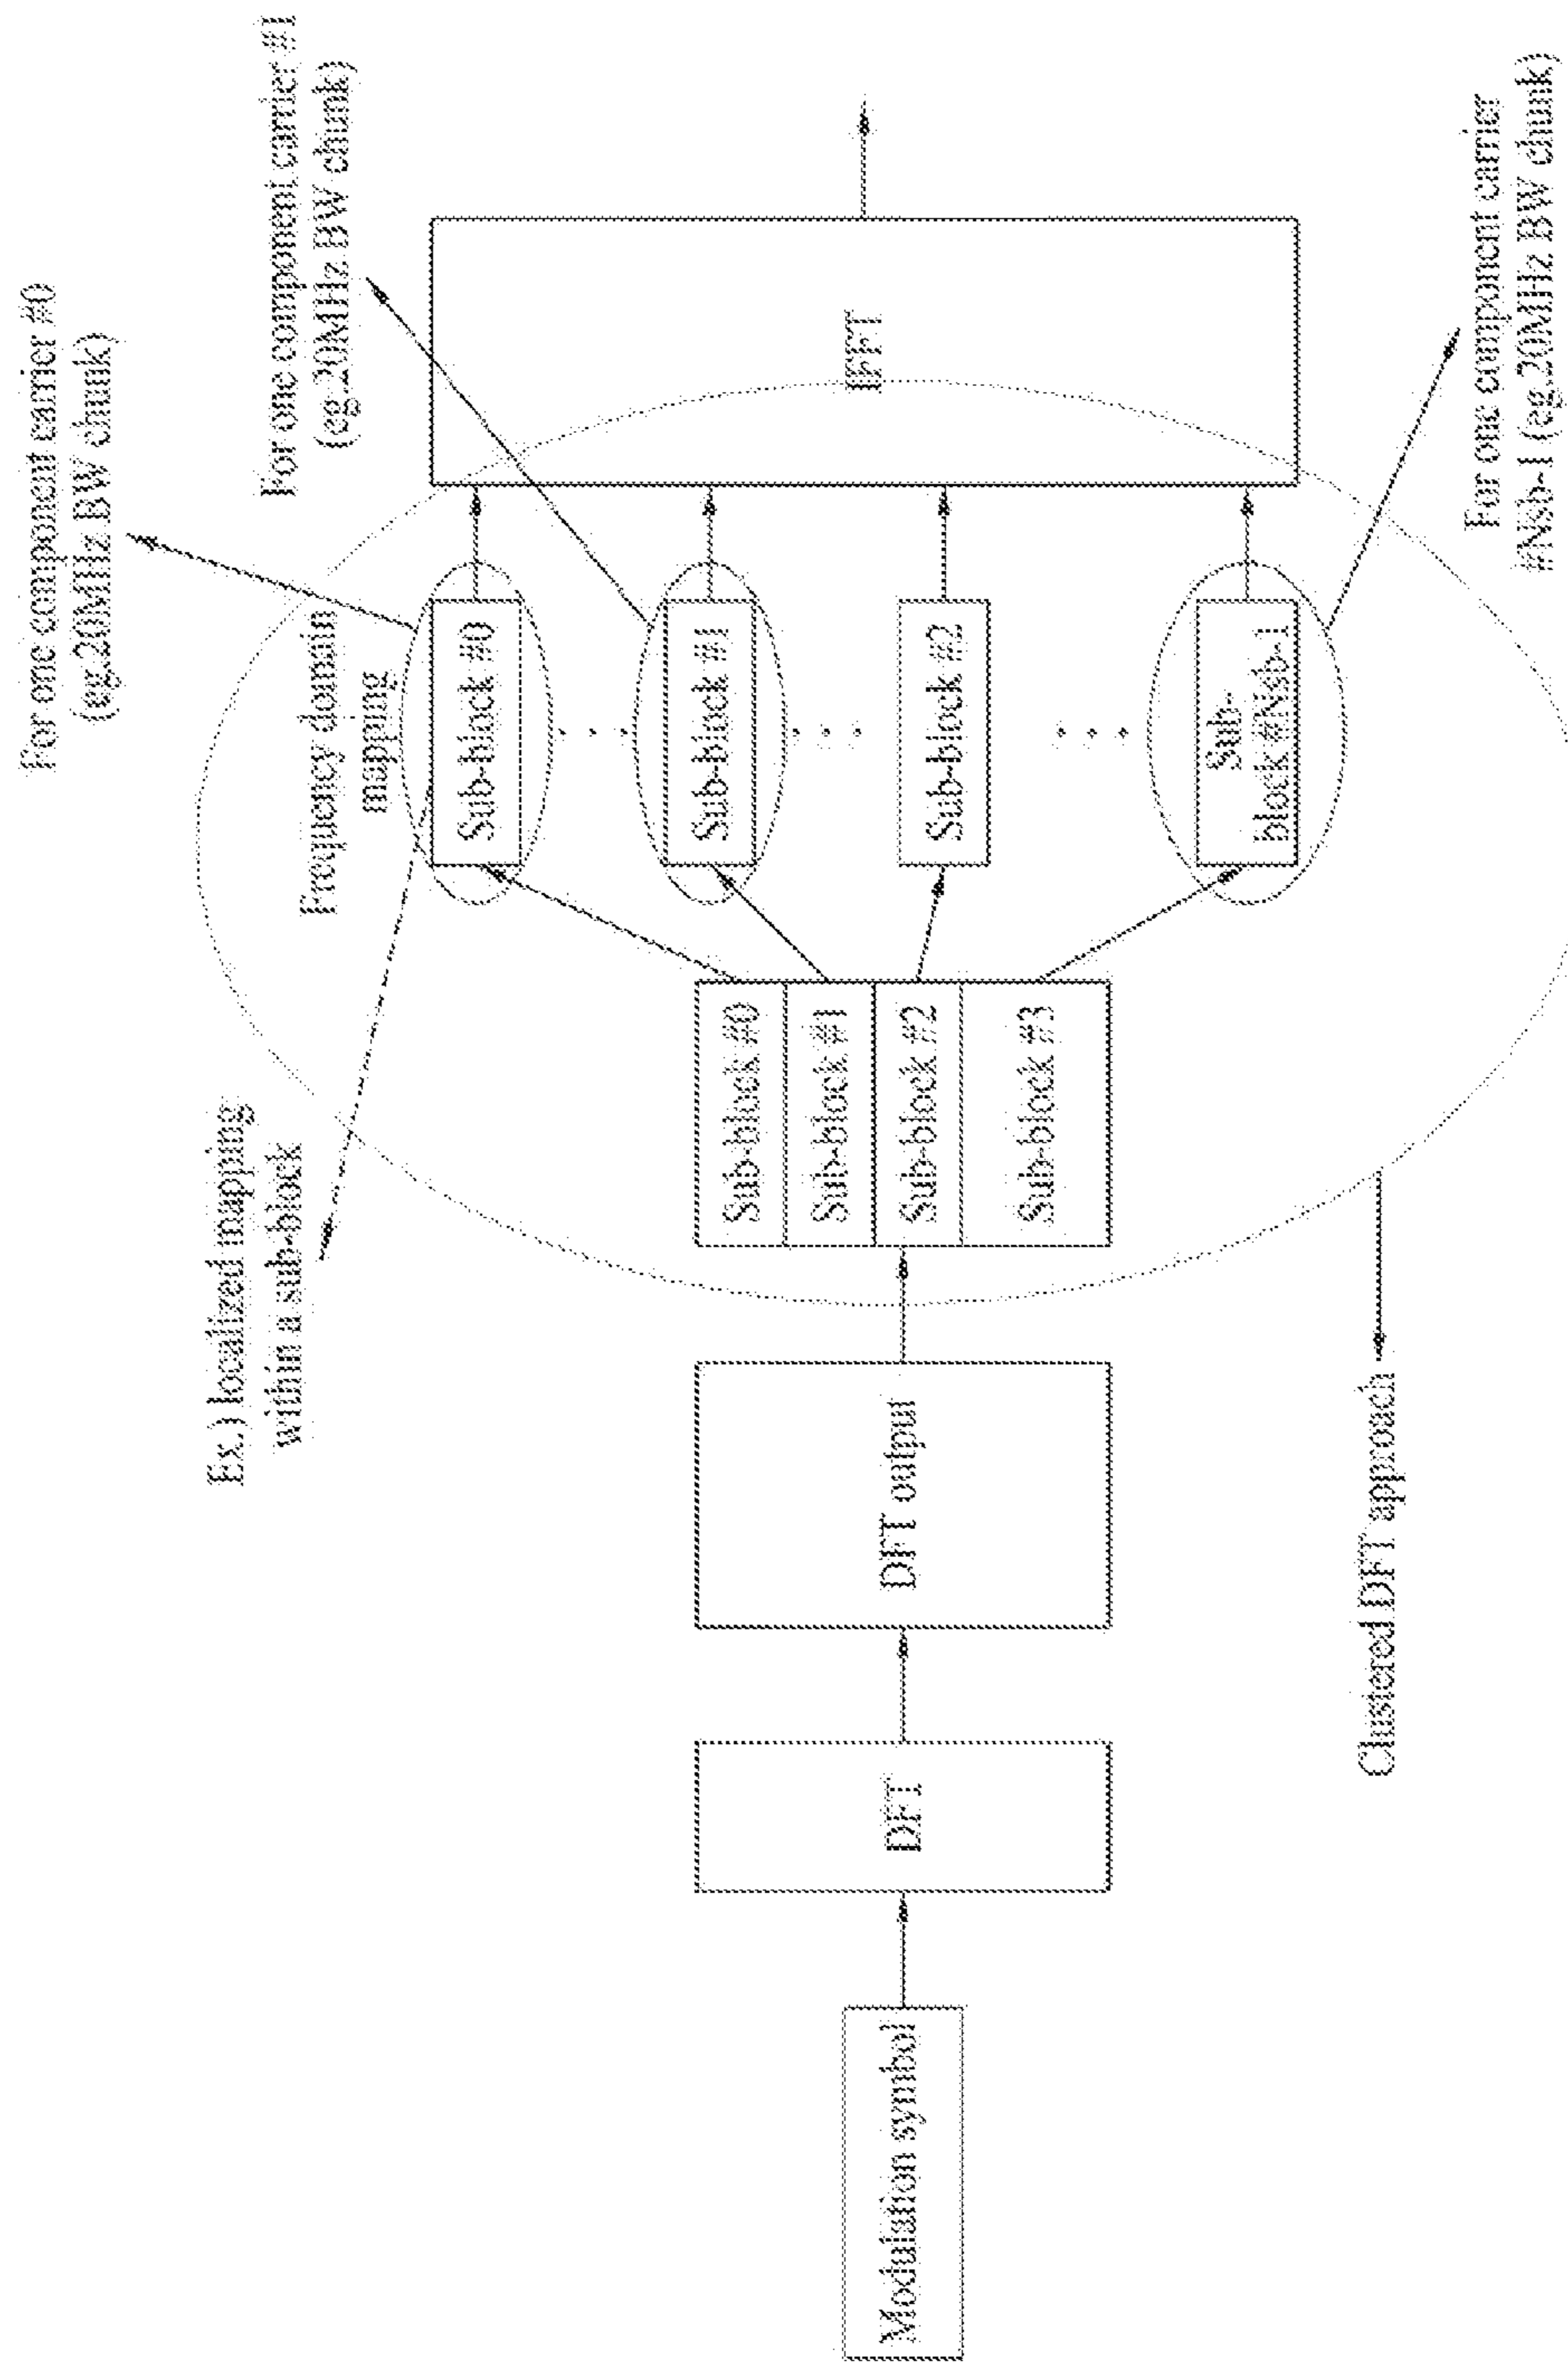 For one component carrier #0
(eg.20MHz BW chunk)
For one component carrier #1
(eg.20MHz BW chunk)
Ex.) localized mapping
within a sub-block
Frequency domain
mapping
Modulation symbol
DFT
DFT output
Sub-block #0
Sub-block #1
Sub-block #2
Sub-block #3
Sub-block #0
Sub-block #1
Sub-block #2
Sub-
block #Nsb-1
IFFT
Clustered DFT approach
For one component carrier
#Nsb-1 (eg.20MHz BW chunk)